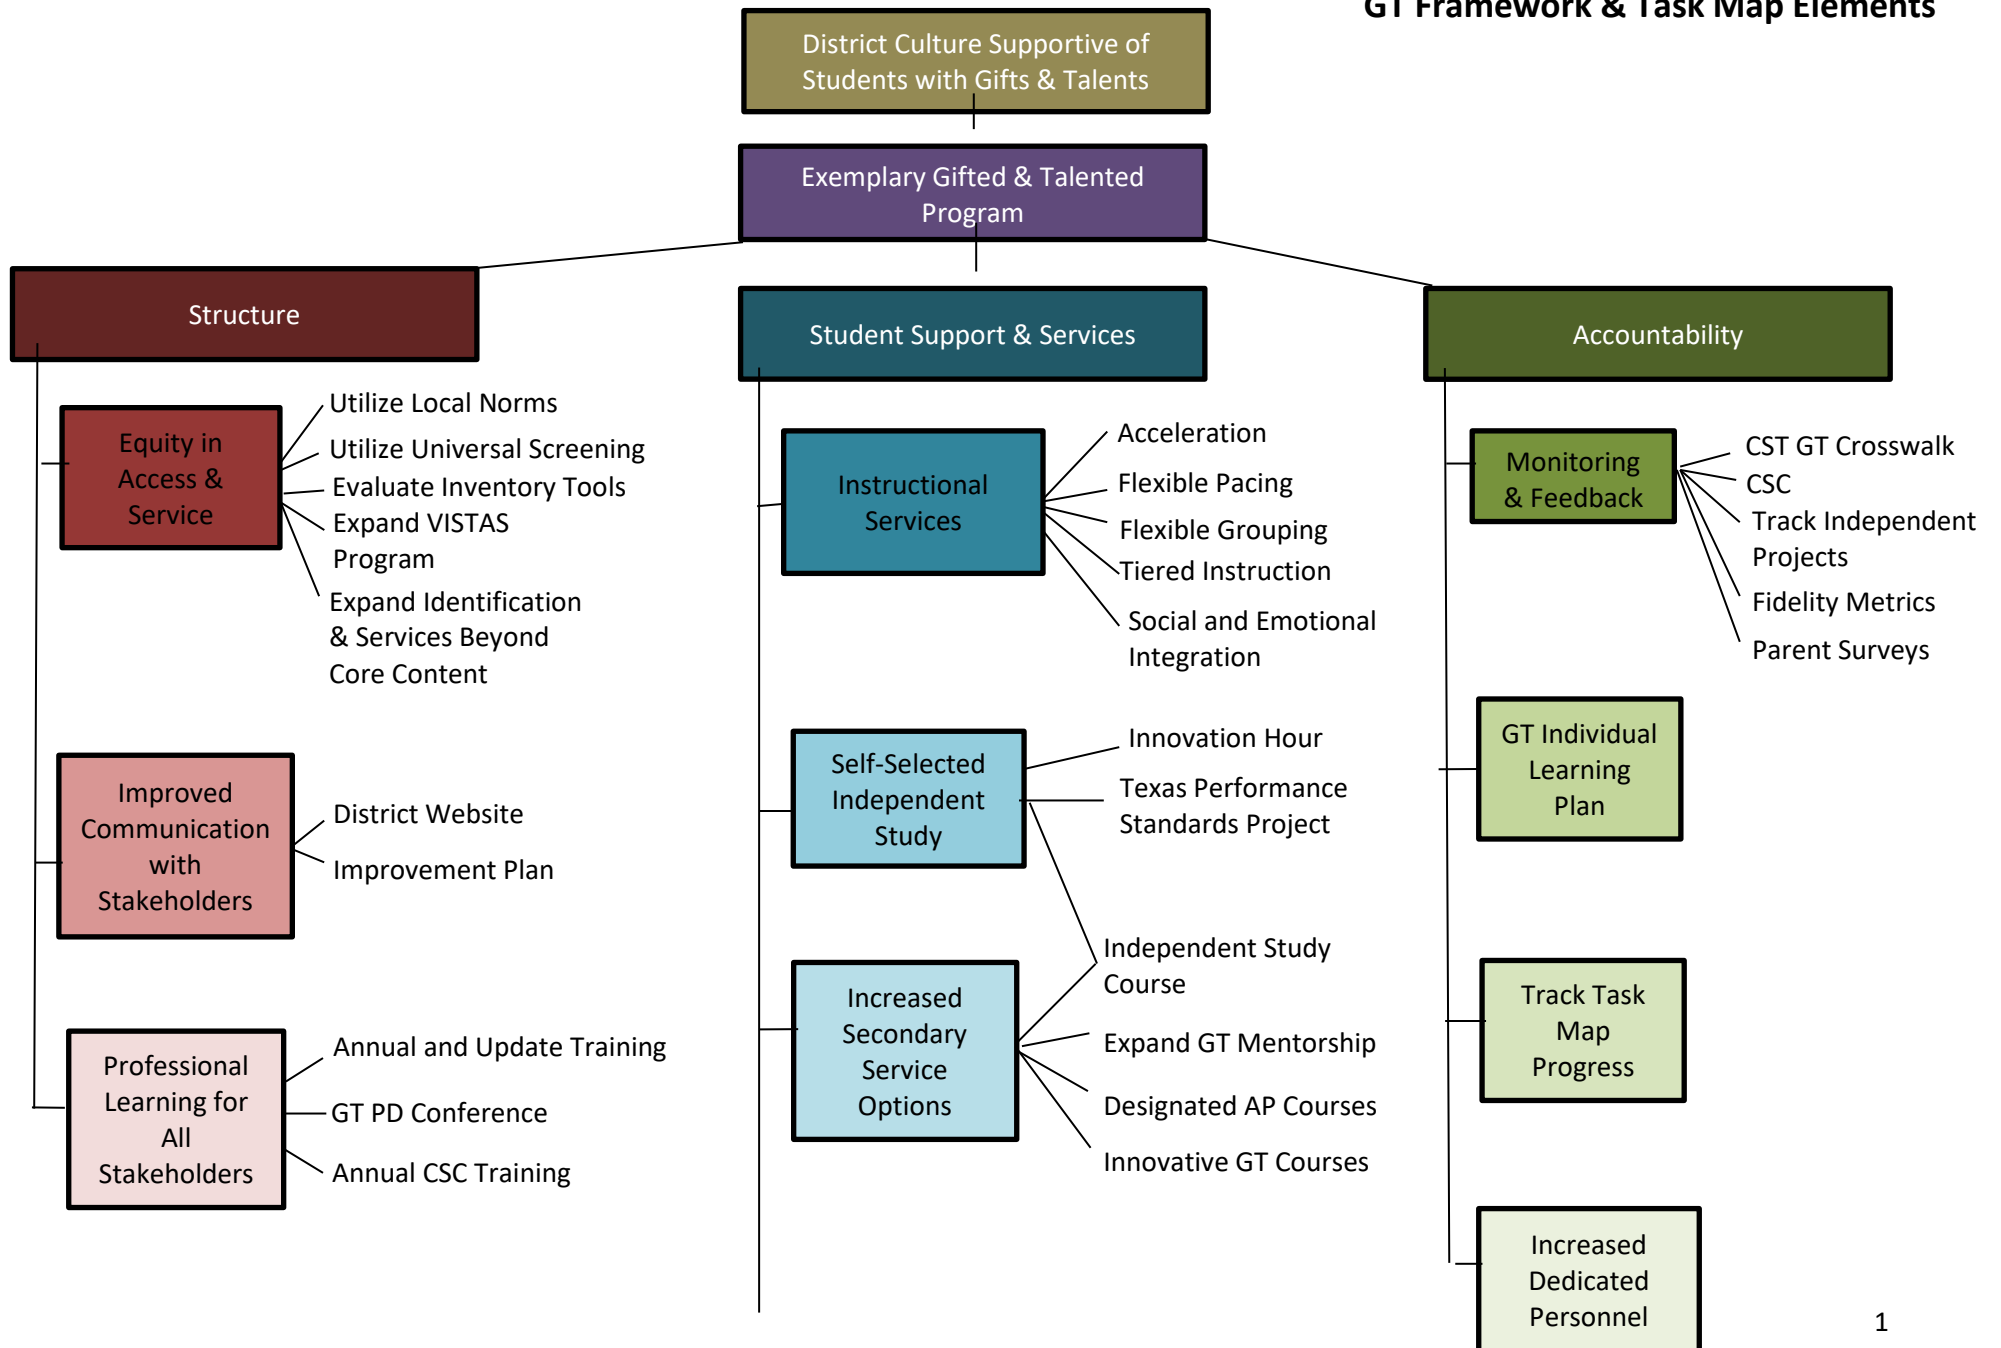 GT Framework & Task Map Elements
District Culture Supportive of
Students with Gifts & Talents
Exemplary Gifted & Talented
Program
Structure
Equity in
Access &
Service
Utilize Local Norms
Utilize Universal Screening
Evaluate Inventory Tools
Expand VISTAS
Program
Expand Identification
& Services Beyond
Core Content
Improved
Communication
with
Stakeholders
District Website
Improvement Plan
Professional
Learning for
All
Stakeholders
Annual and Update Training
GT PD Conference
Annual CSC Training
Student Support & Services
Instructional
Services
Acceleration
Flexible Pacing
Flexible Grouping
Tiered Instruction
Social and Emotional
Integration
Self-Selected
Independent
Study
Innovation Hour
Texas Performance
Standards Project
Independent Study
Course
Increased
Secondary
Service
Options
Expand GT Mentorship
Designated AP Courses
Innovative GT Courses
Accountability
Monitoring
& Feedback
CST GT Crosswalk
CSC
Track Independent
Projects
Fidelity Metrics
Parent Surveys
GT Individual
Learning
Plan
Track Task
Map
Progress
Increased
Dedicated
Personnel
1